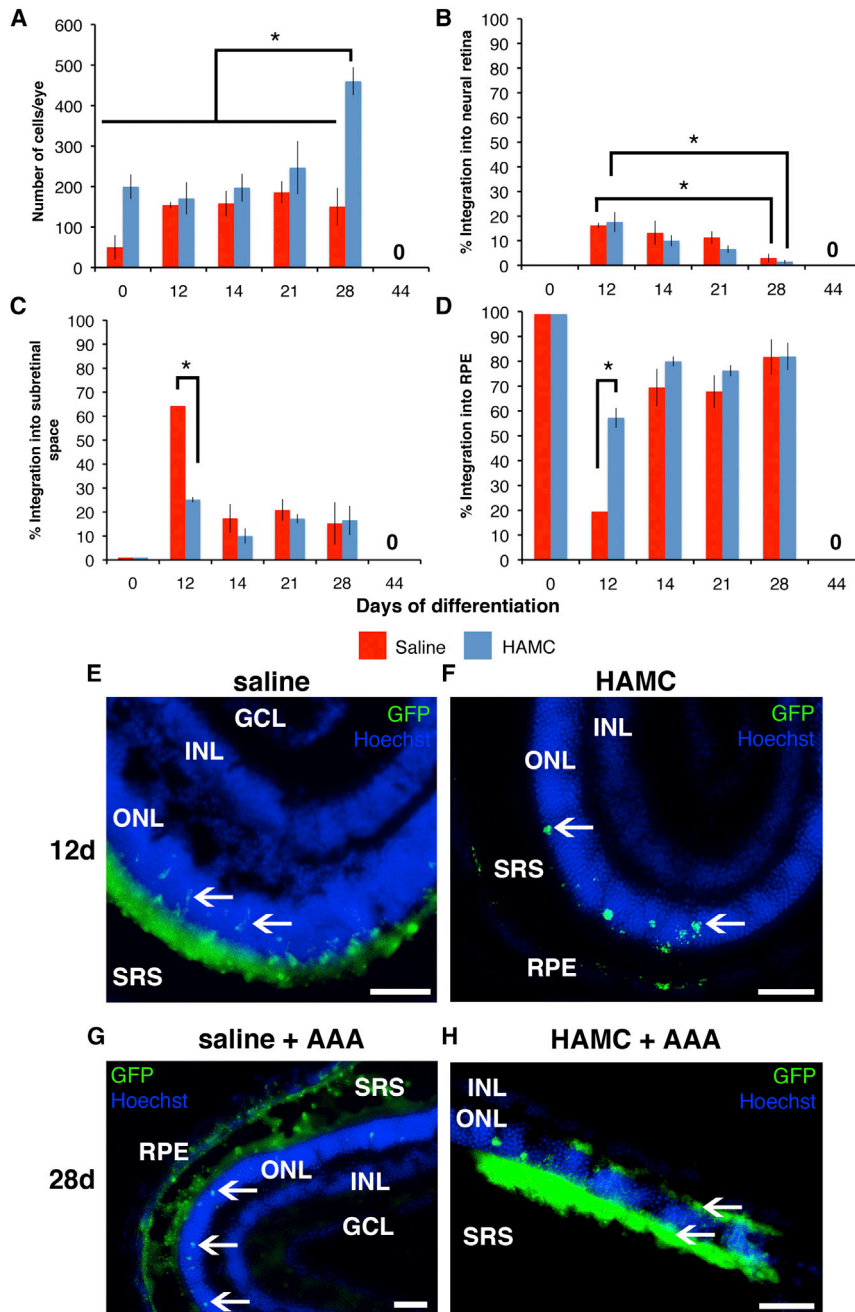 A
600
500
400
300
200
100
0
Number of cells/eye
*
0
0 12 14 21 28 44
B
100
90
80
70
60
50
40
30
20
10
0
% Integration into neural retina
*
*
0
0 12 14 21 28 44
C
100
90
80
70
60
50
40
30
20
10
0
% Integration into subretinal
space
*
0
0 12 14 21 28 44
D
100
90
80
70
60
50
40
30
20
10
0
% Integration into RPE
*
0
0 12 14 21 28 44
Days of differentiation
Saline HAMC
E saline
GFP
Hoechst
GCL
INL
ONL
SRS
12d
F HAMC
GFP
Hoechst
INL
ONL
SRS
RPE
G saline + AAA
GFP
Hoechst
SRS
RPE
ONL
INL
GCL
28d
H HAMC + AAA
GFP
Hoechst
INL
ONL
SRS